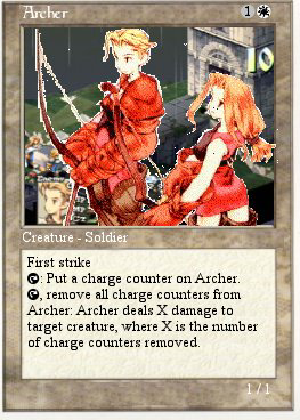 Archer 1
10
Creature - Soldier
First strike
: Put a charge counter on Archer.
, remove all charge counters from
Archer: Archer deals X damage to
target creature, where X is the number
of charge counters removed.
1/1